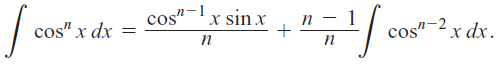 ∫ cosⁿ x dx = (cosⁿ⁻¹ x sin x)/n + (n − 1)/n ∫ cosⁿ⁻² x dx.